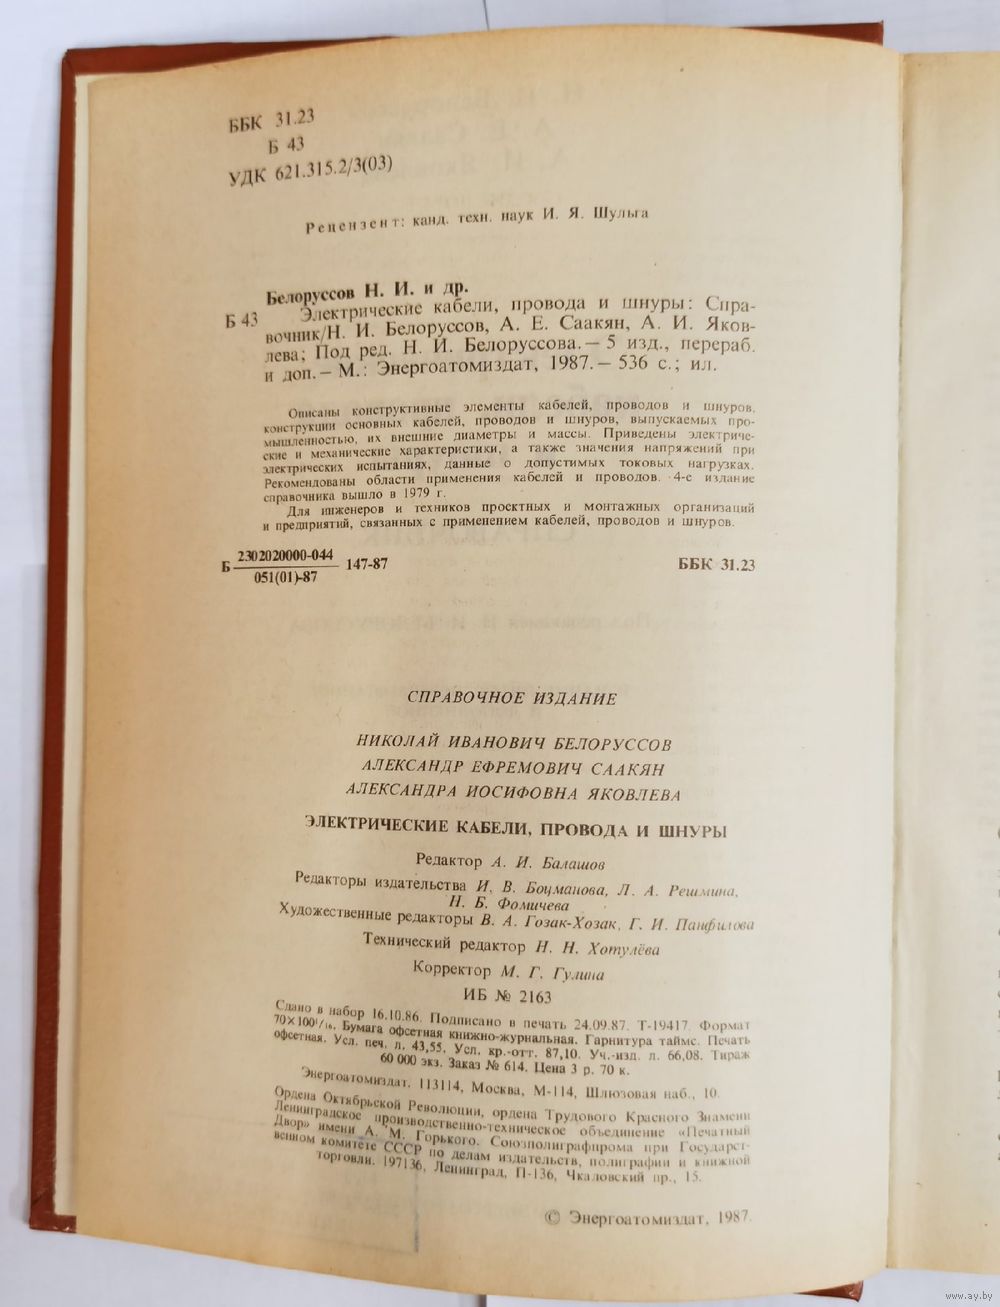 ББК 31.23
Б 43
УДК 621.315.2/3(03)
Рецензент: канд. техн. наук И. Я. Шульга
Белоруссов Н. И. и др.
Б 43 Электрические кабели, провода и шнуры: Спра-
вочник/Н. И. Белоруссов, А. Е. Саакян, А. И. Яков-
лева; Под ред. Н. И. Белоруссова.— 5 изд., перераб.
и доп.— М.: Энергоатомиздат, 1987.— 536 с.; ил.
Описаны конструктивные элементы кабелей, проводов и шнуров,
конструкции основных кабелей, проводов и шнуров, выпускаемых про-
мышленностью, их внешние диаметры и массы. Приведены электриче-
ские и механические характеристики, а также значения напряжений при
электрических испытаниях, данные о допустимых токовых нагрузках.
Рекомендованы области применения кабелей и проводов. 4-е издание
справочника вышло в 1979 г.
Для инженеров и техников проектных и монтажных организаций
и предприятий, связанных с применением кабелей, проводов и шнуров.
Б 2302020000-044 147-87 ББК 31.23
051(01)-87
СПРАВОЧНОЕ ИЗДАНИЕ
НИКОЛАЙ ИВАНОВИЧ БЕЛОРУССОВ
АЛЕКСАНДР ЕФРЕМОВИЧ СААКЯН
АЛЕКСАНДРА ИОСИФОВНА ЯКОВЛЕВА
ЭЛЕКТРИЧЕСКИЕ КАБЕЛИ, ПРОВОДА И ШНУРЫ
Редактор А. И. Балашов
Редакторы издательства И. В. Боцманова, Л. А. Решмина,
Н. Б. Фомичева
Художественные редакторы В. А. Гозак-Хозак, Г. И. Панфилова
Технический редактор Н. Н. Хотулёва
Корректор М. Г. Гулина
ИБ № 2163
Сдано в набор 16.10.86. Подписано в печать 24.09.87. Т-19417. Формат
70×100¹/₁₆. Бумага офсетная книжно-журнальная. Гарнитура таймс. Печать
офсетная. Усл. печ. л. 43,55. Усл. кр.-отт. 87,10. Уч.-изд. л. 66,08. Тираж
60 000 экз. Заказ № 614. Цена 3 р. 70 к.
Энергоатомиздат. 113114, Москва, М-114, Шлюзовая наб., 10.
Ордена Октябрьской Революции, ордена Трудового Красного Знамени
Ленинградское производственно-техническое объединение «Печатный
Двор» имени А. М. Горького. Союзполиграфпрома при Государст-
венном комитете СССР по делам издательств, полиграфии и книжной
торговли. 197136, Ленинград, П-136, Чкаловский пр., 15.
© Энергоатомиздат, 1987.
www.ay.by